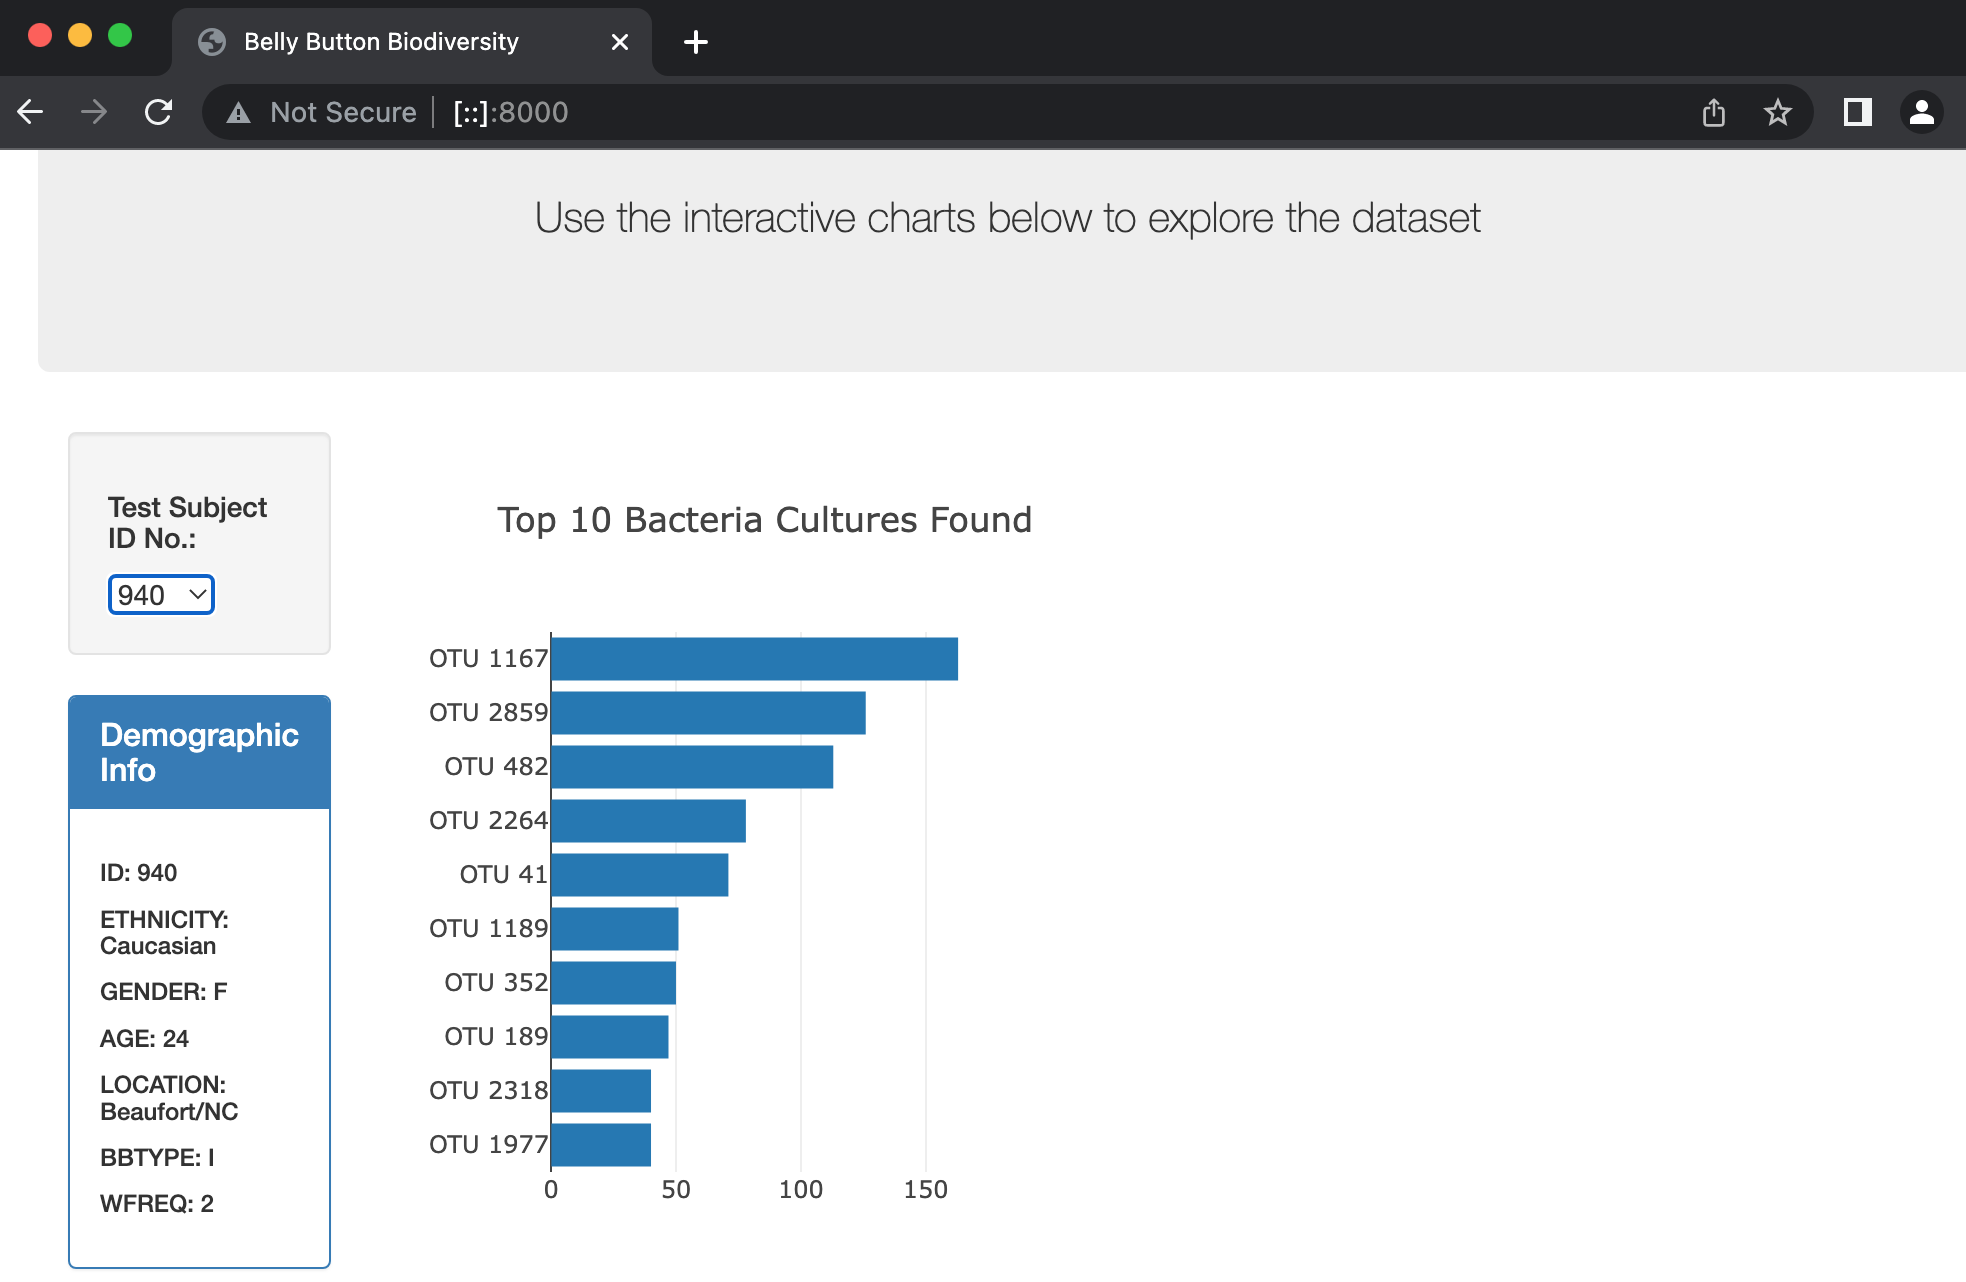 Belly Button Biodiversity
Not Secure
[::]:8000
Use the interactive charts below to explore the dataset
Test Subject
ID No.:
940
Demographic
Info
ID: 940
ETHNICITY:
Caucasian
GENDER: F
AGE: 24
LOCATION:
Beaufort/NC
BBTYPE: I
WFREQ: 2
Top 10 Bacteria Cultures Found
OTU 1167
OTU 2859
OTU 482
OTU 2264
OTU 41
OTU 1189
OTU 352
OTU 189
OTU 2318
OTU 1977
0 50 100 150